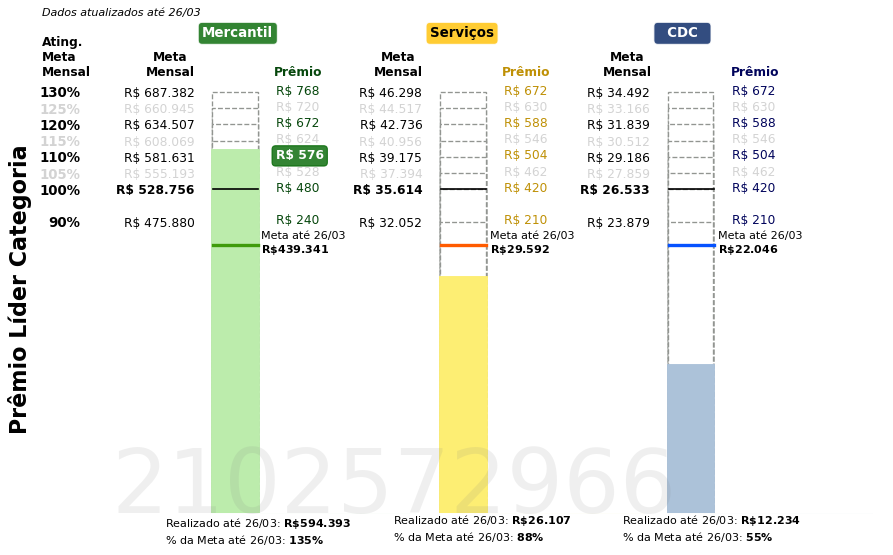 Dados atualizados até 26/03
Mercantil Serviços CDC
Ating. Meta Mensal
Meta Mensal Prêmio Meta Mensal Prêmio Meta Mensal Prêmio
130% R$ 687.382 R$ 768 R$ 46.298 R$ 672 R$ 34.492 R$ 672
125% R$ 660.945 R$ 720 R$ 44.517 R$ 630 R$ 33.166 R$ 630
120% R$ 634.507 R$ 672 R$ 42.736 R$ 588 R$ 31.839 R$ 588
115% R$ 608.069 R$ 624 R$ 40.956 R$ 546 R$ 30.512 R$ 546
110% R$ 581.631 R$ 576 R$ 39.175 R$ 504 R$ 29.186 R$ 504
105% R$ 555.193 R$ 528 R$ 37.394 R$ 462 R$ 27.859 R$ 462
100% R$ 528.756 R$ 480 R$ 35.614 R$ 420 R$ 26.533 R$ 420
90% R$ 475.880 R$ 240 R$ 32.052 R$ 210 R$ 23.879 R$ 210
Meta até 26/03 Meta até 26/03 Meta até 26/03
R$439.341 R$29.592 R$22.046
Prêmio Líder Categoria
2102572966
Realizado até 26/03: R$594.393 Realizado até 26/03: R$26.107 Realizado até 26/03: R$12.234
% da Meta até 26/03: 135% % da Meta até 26/03: 88% % da Meta até 26/03: 55%